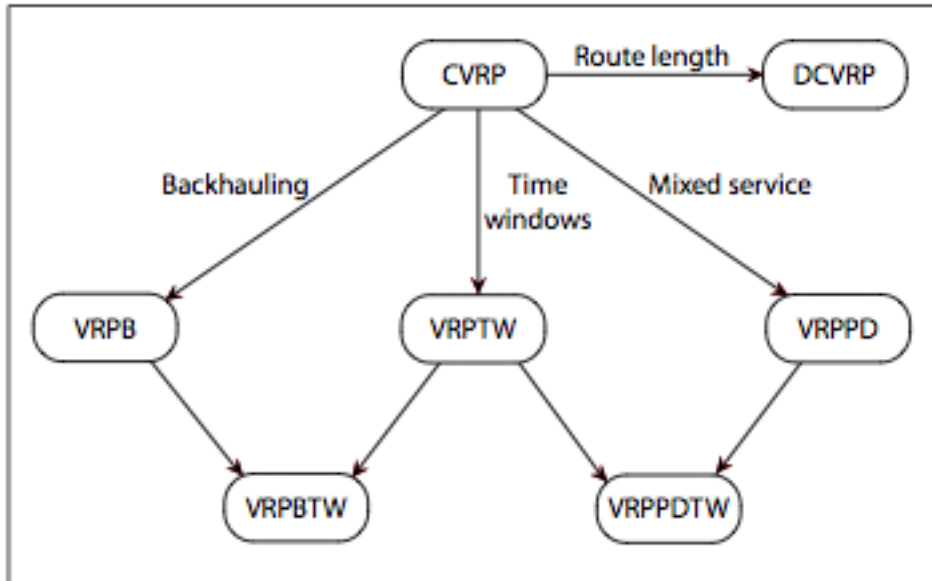 CVRP
Route length
DCVRP
Backhauling
Time
windows
Mixed service
VRPB
VRPTW
VRPPD
VRPBTW
VRPPDTW